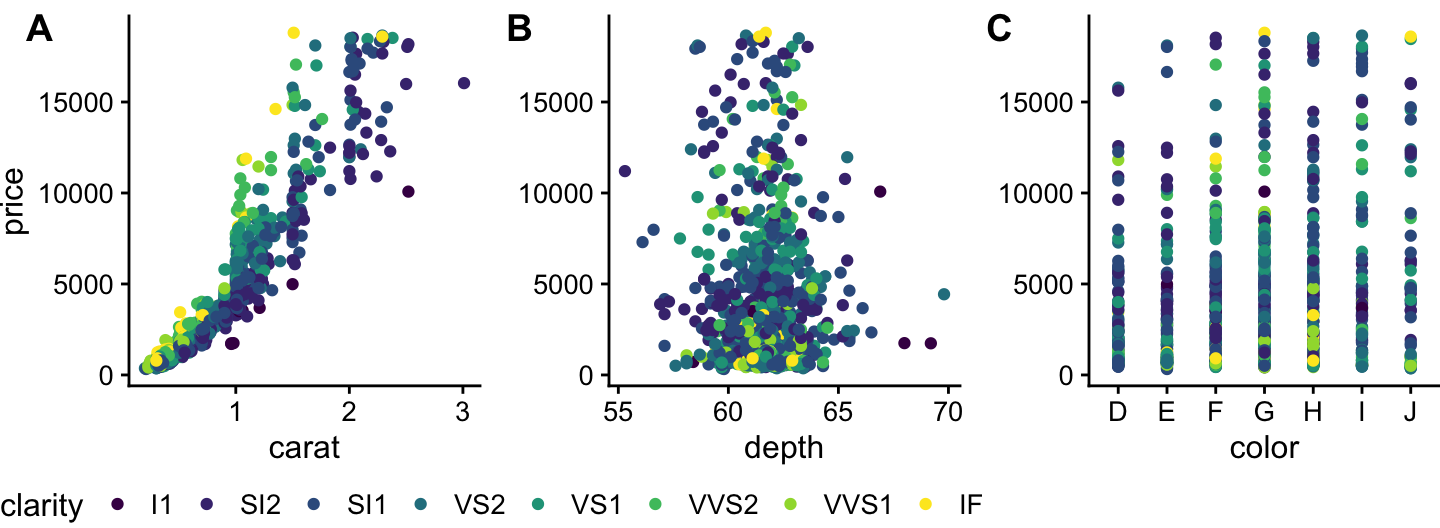 A
B
C
price
15000
10000
5000
0
1 2 3
carat
15000
10000
5000
0
55 60 65 70
depth
15000
10000
5000
0
D E F G H I J
color
clarity I1 SI2 SI1 VS2 VS1 VVS2 VVS1 IF